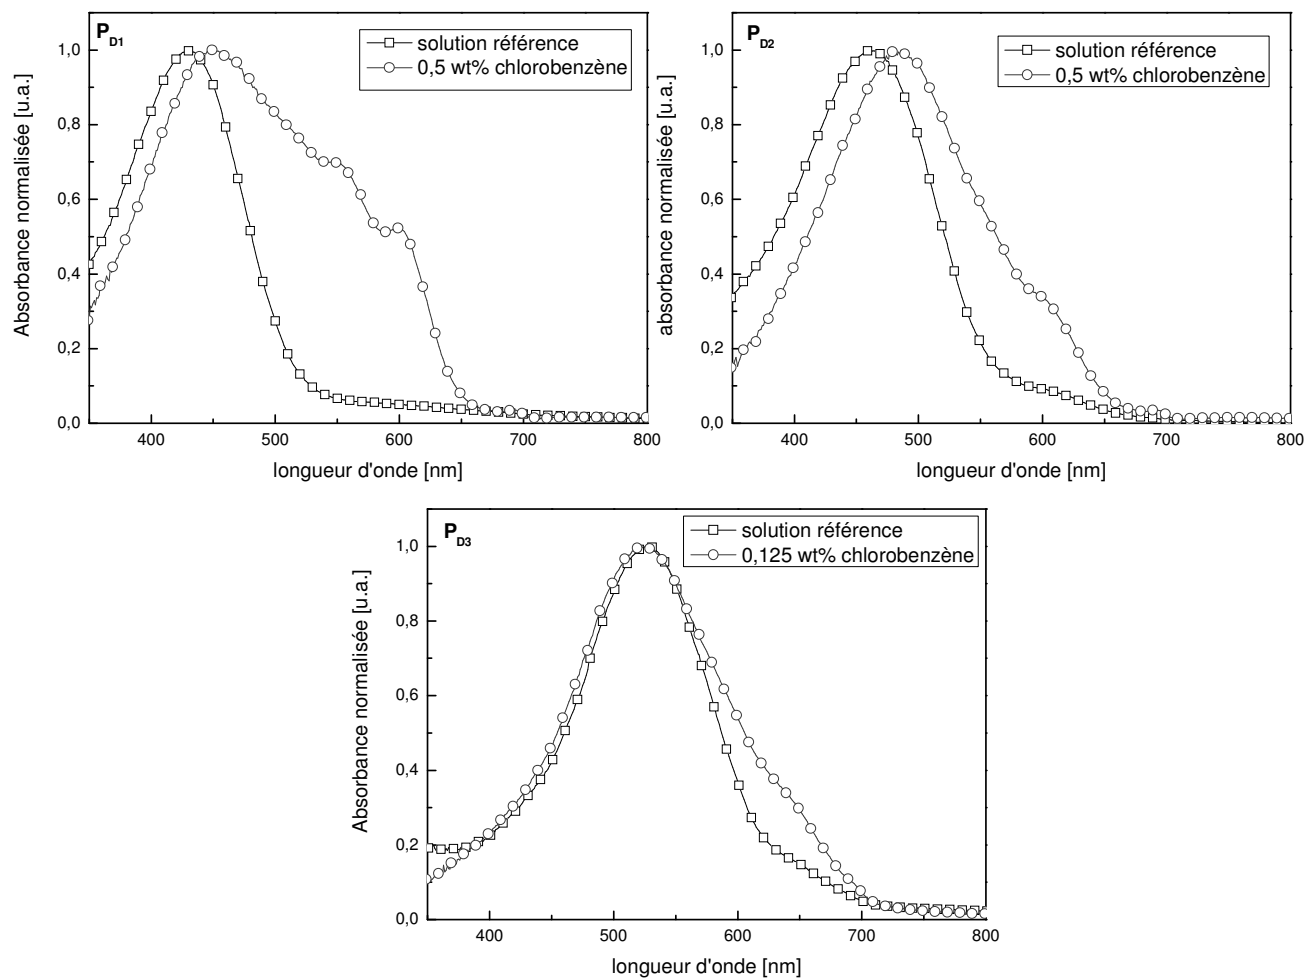 P_D1
solution référence
0,5 wt% chlorobenzène
Absorbance normalisée [u.a.]
1,0
0,8
0,6
0,4
0,2
0,0
400 500 600 700 800
longueur d'onde [nm]
P_D2
solution référence
0,5 wt% chlorobenzène
absorbance normalisée [u.a.]
1,0
0,8
0,6
0,4
0,2
0,0
400 500 600 700 800
longueur d'onde [nm]
P_D3
solution référence
0,125 wt% chlorobenzène
Absorbance normalisée [u.a.]
1,0
0,8
0,6
0,4
0,2
0,0
400 500 600 700 800
longueur d'onde [nm]